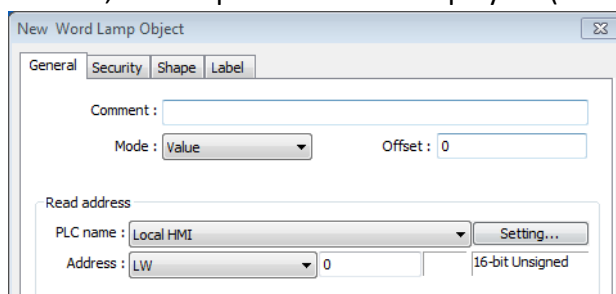 New Word Lamp Object
General Security Shape Label
Comment :
Mode : Value Offset : 0
Read address
PLC name : Local HMI Setting...
Address : LW 0 16-bit Unsigned